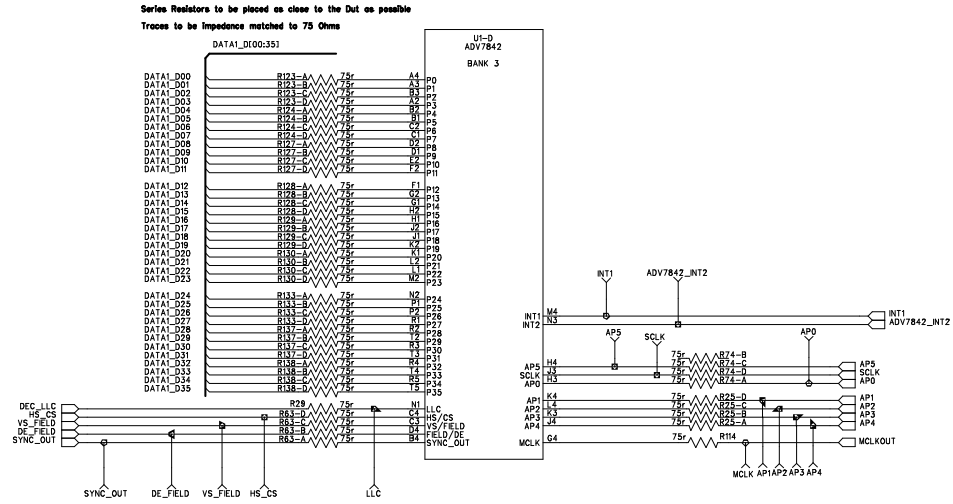 Series Resistors to be placed as close to the Dut as possible
Traces to be impedance matched to 75 Ohms
DATA1_D[00:35]
U1-D
ADV7842
BANK 3
DATA1_D00 R123-A 75r A4 P0
DATA1_D01 R123-B 75r A3 P1
DATA1_D02 R123-C 75r B3 P2
DATA1_D03 R123-D 75r A2 P3
DATA1_D04 R124-A 75r B2 P4
DATA1_D05 R124-B 75r B1 P5
DATA1_D06 R124-C 75r C2 P6
DATA1_D07 R124-D 75r C1 P7
DATA1_D08 R127-A 75r D2 P8
DATA1_D09 R127-B 75r D1 P9
DATA1_D10 R127-C 75r E2 P10
DATA1_D11 R127-D 75r F2 P11
DATA1_D12 R128-A 75r F1 P12
DATA1_D13 R128-B 75r G2 P13
DATA1_D14 R128-C 75r G1 P14
DATA1_D15 R128-D 75r H2 P15
DATA1_D16 R129-A 75r H1 P16
DATA1_D17 R129-B 75r J2 P17
DATA1_D18 R129-C 75r J1 P18
DATA1_D19 R129-D 75r K2 P19
DATA1_D20 R130-A 75r K1 P20
DATA1_D21 R130-B 75r L2 P21
DATA1_D22 R130-C 75r L1 P22
DATA1_D23 R130-D 75r M2 P23
DATA1_D24 R133-A 75r N2 P24
DATA1_D25 R133-B 75r P1 P25
DATA1_D26 R133-C 75r P2 P26
DATA1_D27 R133-D 75r R1 P27
DATA1_D28 R137-A 75r R2 P28
DATA1_D29 R137-B 75r T2 P29
DATA1_D30 R137-C 75r R3 P30
DATA1_D31 R137-D 75r T3 P31
DATA1_D32 R138-A 75r R4 P32
DATA1_D33 R138-B 75r T4 P33
DATA1_D34 R138-C 75r R5 P34
DATA1_D35 R138-D 75r T5 P35
DEC_LLC R29 75r N1 LLC
HS_CS R63-D 75r C4 HS/CS
VS_FIELD R63-C 75r C3 VS/FIELD
DE_FIELD R63-B 75r D4 FIELD/DE
SYNC_OUT R63-A 75r B4 SYNC_OUT
SYNC_OUT DE_FIELD VS_FIELD HS_CS LLC
INT1 ADV7842_INT2
INT1 M4 INT1
INT2 N3 ADV7842_INT2
AP5 SCLK AP0
AP5 H4 75r R74-B AP5
SCLK J3 75r R74-C SCLK
AP0 H3 75r R74-D AP0
75r R74-A
AP1 K4 75r R25-D AP1
AP2 L4 75r R25-C AP2
AP3 K3 75r R25-B AP3
AP4 J4 75r R25-A AP4
MCLK G4 75r R114 MCLKOUT
MCLK AP1 AP2 AP3 AP4